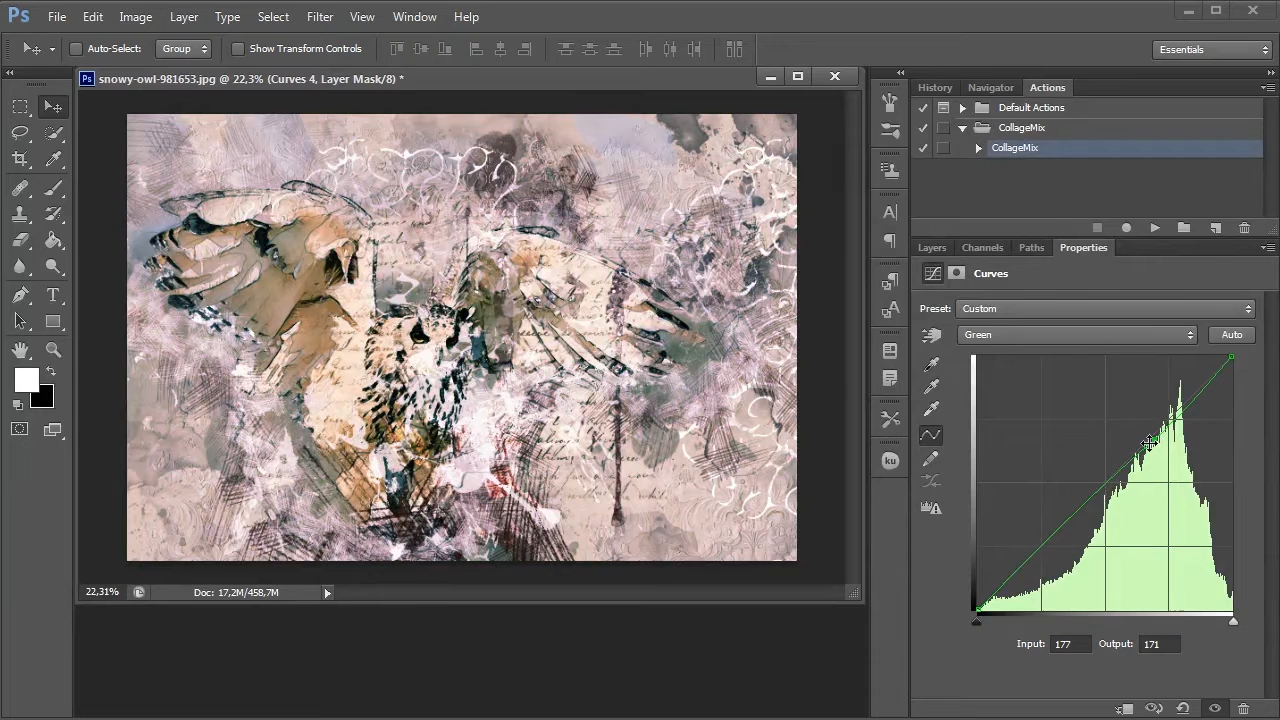 Ps File Edit Image Layer Type Select Filter View Window Help
Auto-Select: Group Show Transform Controls Essentials
Ps snowy-owl-981653.jpg @ 22,3% (Curves 4, Layer Mask/8) *
History Navigator Actions
Default Actions
CollageMix
CollageMix
Layers Channels Paths Properties
Curves
Preset: Custom
Green Auto
ku
22,31% Doc: 17,2M/458,7M
Input: 177 Output: 171